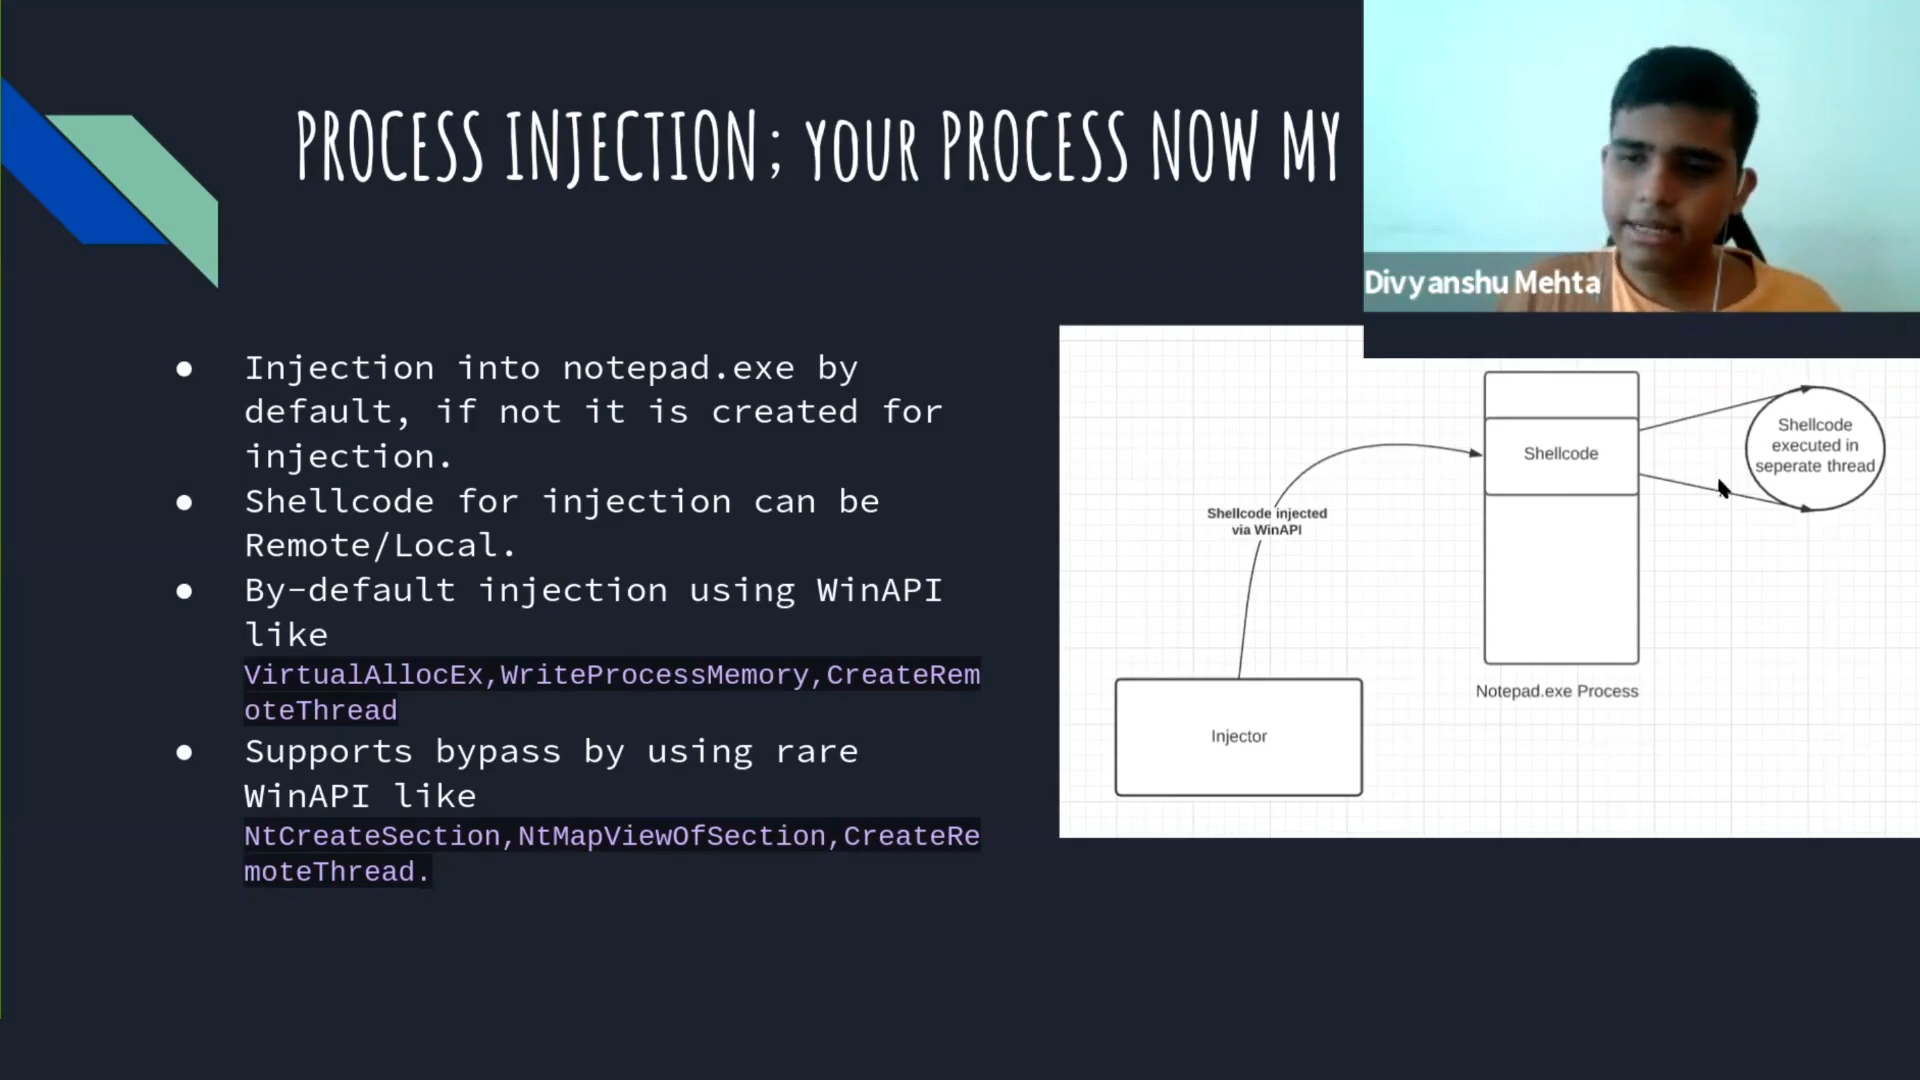 PROCESS INJECTION; YOUR PROCESS NOW MY
Divyanshu Mehta
● Injection into notepad.exe by
default, if not it is created for
injection.
● Shellcode for injection can be
Remote/Local.
● By-default injection using WinAPI
like
VirtualAllocEx,WriteProcessMemory,CreateRem
oteThread
● Supports bypass by using rare
WinAPI like
NtCreateSection,NtMapViewOfSection,CreateRe
moteThread.
Shellcode injected
via WinAPI
Injector
Shellcode
Notepad.exe Process
Shellcode
executed in
seperate thread